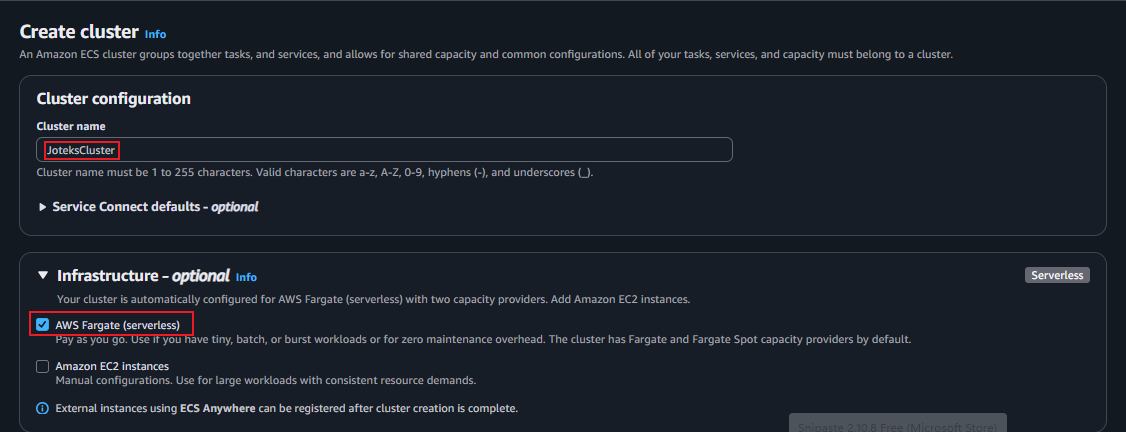 Create cluster Info
An Amazon ECS cluster groups together tasks, and services, and allows for shared capacity and common configurations. All of your tasks, services, and capacity must belong to a cluster.
Cluster configuration
Cluster name
JoteksCluster
Cluster name must be 1 to 255 characters. Valid characters are a-z, A-Z, 0-9, hyphens (-), and underscores (_).
Service Connect defaults - optional
Infrastructure - optional Info
Serverless
Your cluster is automatically configured for AWS Fargate (serverless) with two capacity providers. Add Amazon EC2 instances.
AWS Fargate (serverless)
Pay as you go. Use if you have tiny, batch, or burst workloads or for zero maintenance overhead. The cluster has Fargate and Fargate Spot capacity providers by default.
Amazon EC2 instances
Manual configurations. Use for large workloads with consistent resource demands.
External instances using ECS Anywhere can be registered after cluster creation is complete.
Snipaste 2.10.8 Free (Microsoft Store)